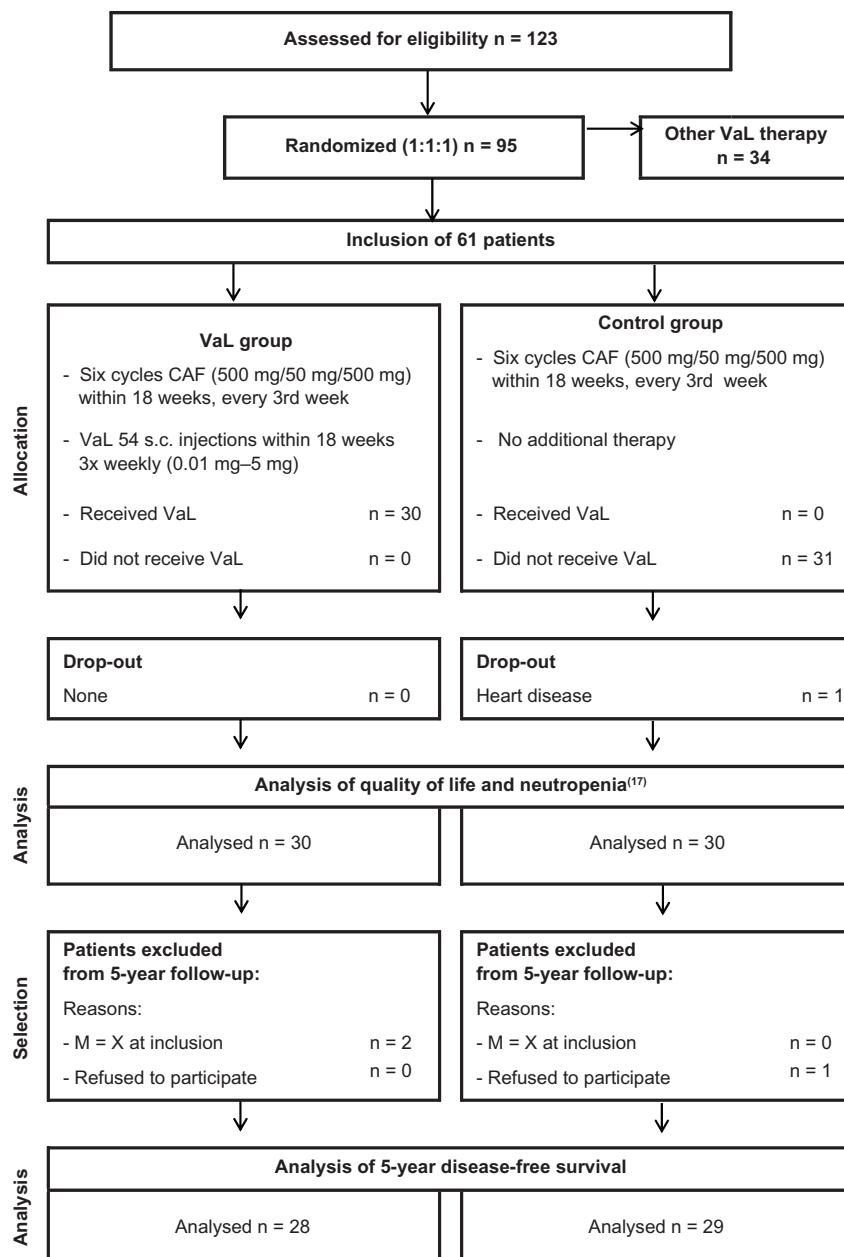 Assessed for eligibility n = 123
Randomized (1:1:1) n = 95
Other VaL therapy
n = 34
Inclusion of 61 patients
Allocation
VaL group
- Six cycles CAF (500 mg/50 mg/500 mg)
within 18 weeks, every 3rd week
- VaL 54 s.c. injections within 18 weeks
3x weekly (0.01 mg–5 mg)
- Received VaL n = 30
- Did not receive VaL n = 0
Control group
- Six cycles CAF (500 mg/50 mg/500 mg)
within 18 weeks, every 3rd week
- No additional therapy
- Received VaL n = 0
- Did not receive VaL n = 31
Drop-out
None n = 0
Drop-out
Heart disease n = 1
Analysis
Analysis of quality of life and neutropenia(17)
Analysed n = 30
Analysed n = 30
Selection
Patients excluded
from 5-year follow-up:
Reasons:
- M = X at inclusion n = 2
- Refused to participate n = 0
Patients excluded
from 5-year follow-up:
Reasons:
- M = X at inclusion n = 0
- Refused to participate n = 1
Analysis
Analysis of 5-year disease-free survival
Analysed n = 28
Analysed n = 29